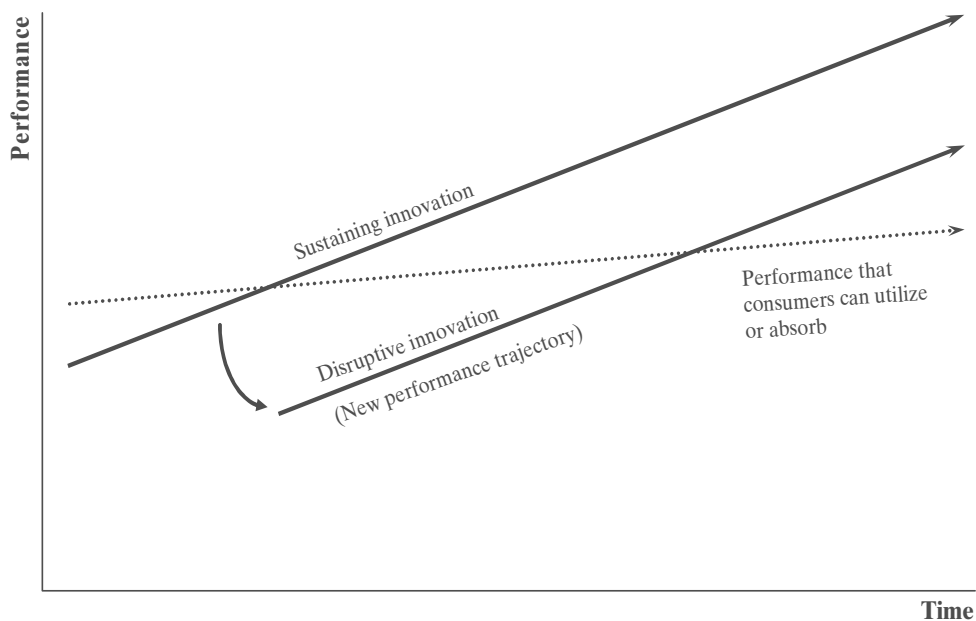 Performance
Sustaining innovation
Disruptive innovation
(New performance trajectory)
Performance that
consumers can utilize
or absorb
Time